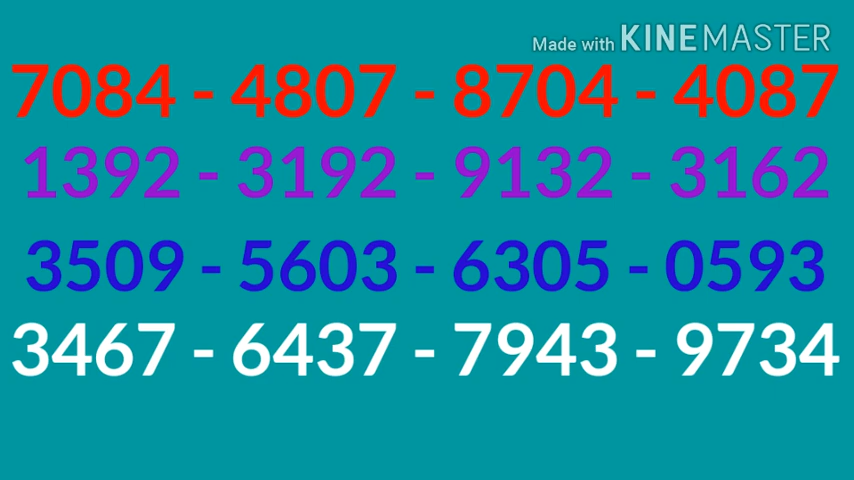 Made with KINEMASTER
7084 - 4807 - 8704 - 4087
1392 - 3192 - 9132 - 3162
3509 - 5603 - 6305 - 0593
3467 - 6437 - 7943 - 9734